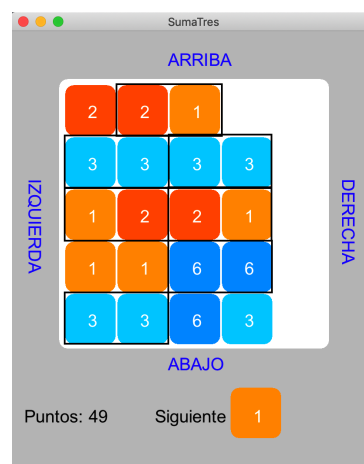 SumaTres
ARRIBA
2 2 1
3 3 3 3
IZQUIERDA
DERECHA
1 2 2 1
1 1 6 6
3 3 6 3
ABAJO
Puntos: 49 Siguiente 1